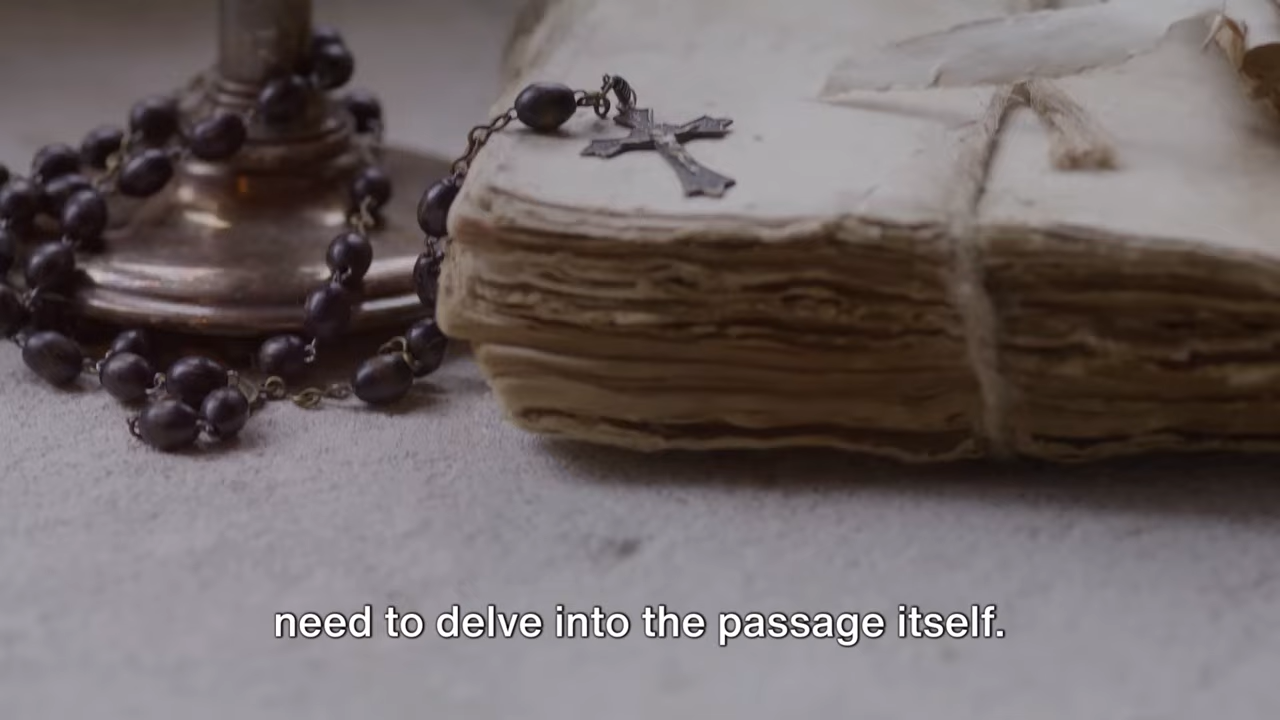 need to delve into the passage itself.